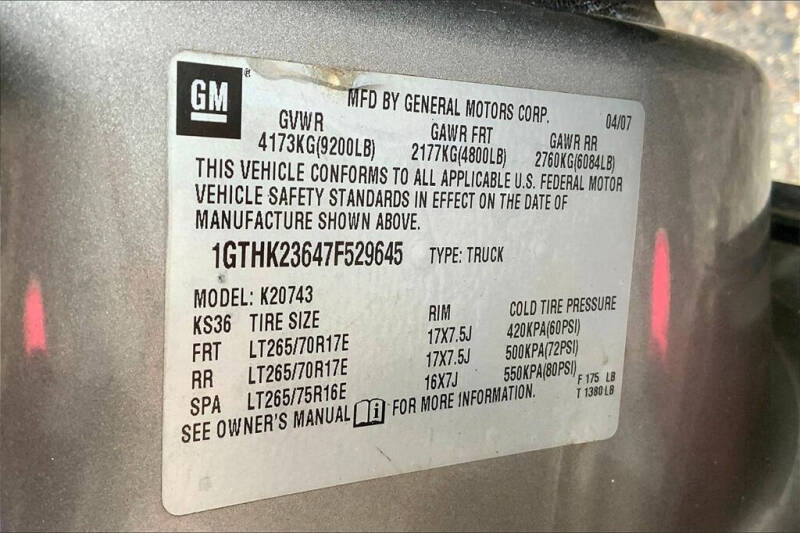 GM ®
MFD BY GENERAL MOTORS CORP. 04/07
GVWR GAWR FRT GAWR RR
4173KG(9200LB) 2177KG(4800LB) 2760KG(6084LB)
THIS VEHICLE CONFORMS TO ALL APPLICABLE U.S. FEDERAL MOTOR
VEHICLE SAFETY STANDARDS IN EFFECT ON THE DATE OF
MANUFACTURE SHOWN ABOVE.
1GTHK23647F529645 TYPE: TRUCK
MODEL: K20743
KS36 TIRE SIZE RIM COLD TIRE PRESSURE
FRT LT265/70R17E 17X7.5J 420KPA(60PSI)
RR LT265/70R17E 17X7.5J 500KPA(72PSI)
SPA LT265/75R16E 16X7J 550KPA(80PSI)
F 175 LB
T 1380 LB
SEE OWNER'S MANUAL FOR MORE INFORMATION.